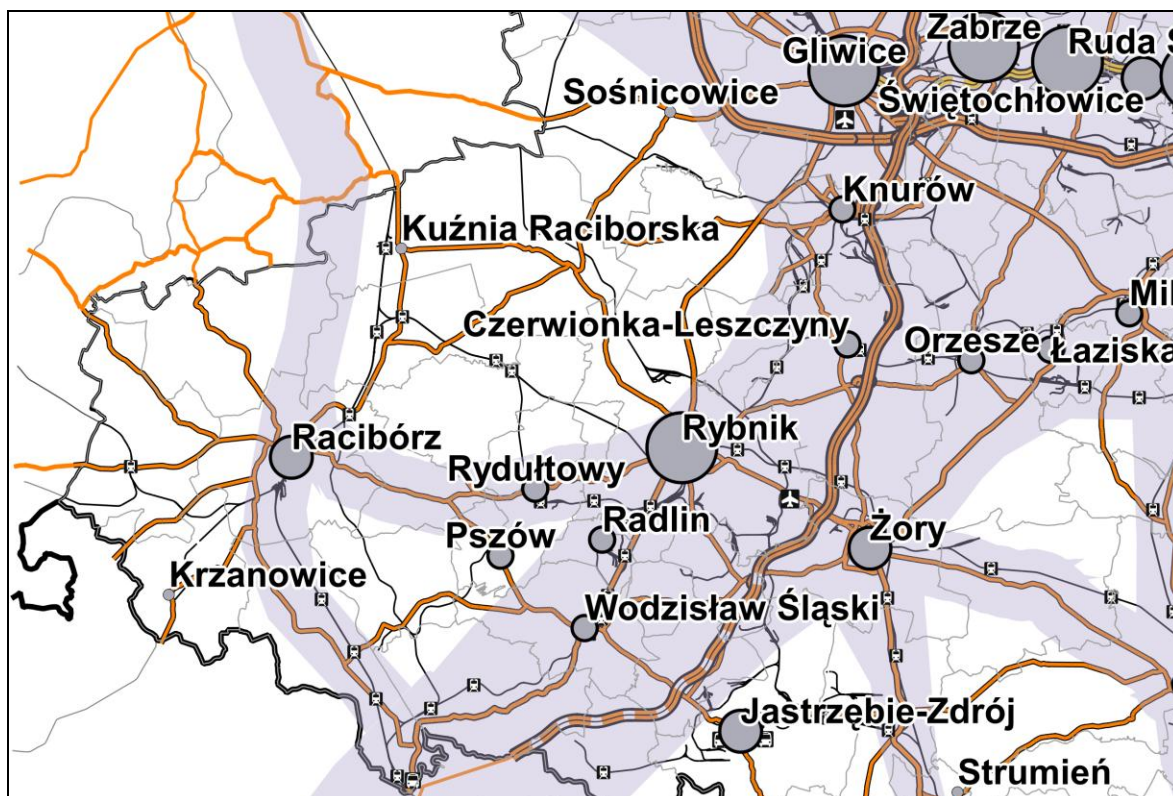 Zabrze
Gliwice
Ruda Ś
Sośnicowice
Świętochłowice
Knurów
Kuźnia Raciborska
Mil
Czerwionka-Leszczyny
Orzesze
Łaziska
Racibórz
Rybnik
Rydułtowy
Pszów
Radlin
Żory
Krzanowice
Wodzisław Śląski
Jastrzębie-Zdrój
Strumień